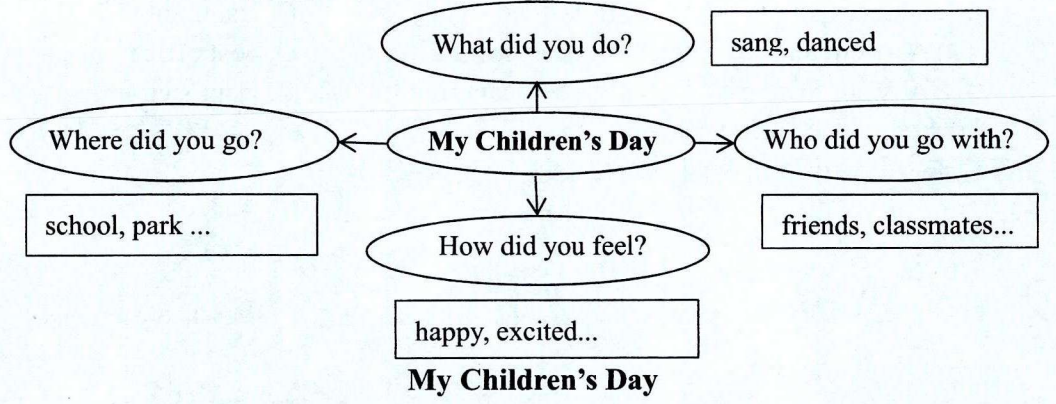 What did you do?
sang, danced
Where did you go?
My Children's Day
Who did you go with?
school, park ...
How did you feel?
friends, classmates...
happy, excited...
My Children's Day